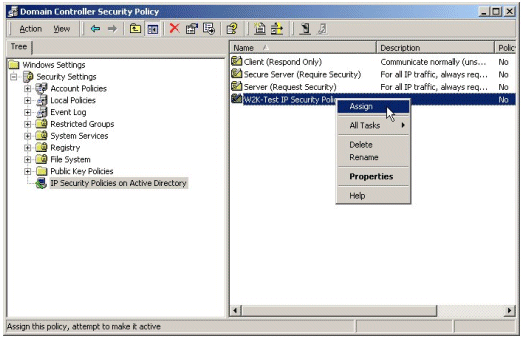 Domain Controller Security Policy
Action View
Tree
Name Description Polic
Windows Settings
Security Settings
Account Policies
Local Policies
Event Log
Restricted Groups
System Services
Registry
File System
Public Key Policies
IP Security Policies on Active Directory
Client (Respond Only) Communicate normally (uns... No
Secure Server (Require Security) For all IP traffic, always req... No
Server (Request Security) For all IP traffic, always req... No
W2K-Test IP Security Polic No
Assign
All Tasks
Delete
Rename
Properties
Help
Assign this policy, attempt to make it active